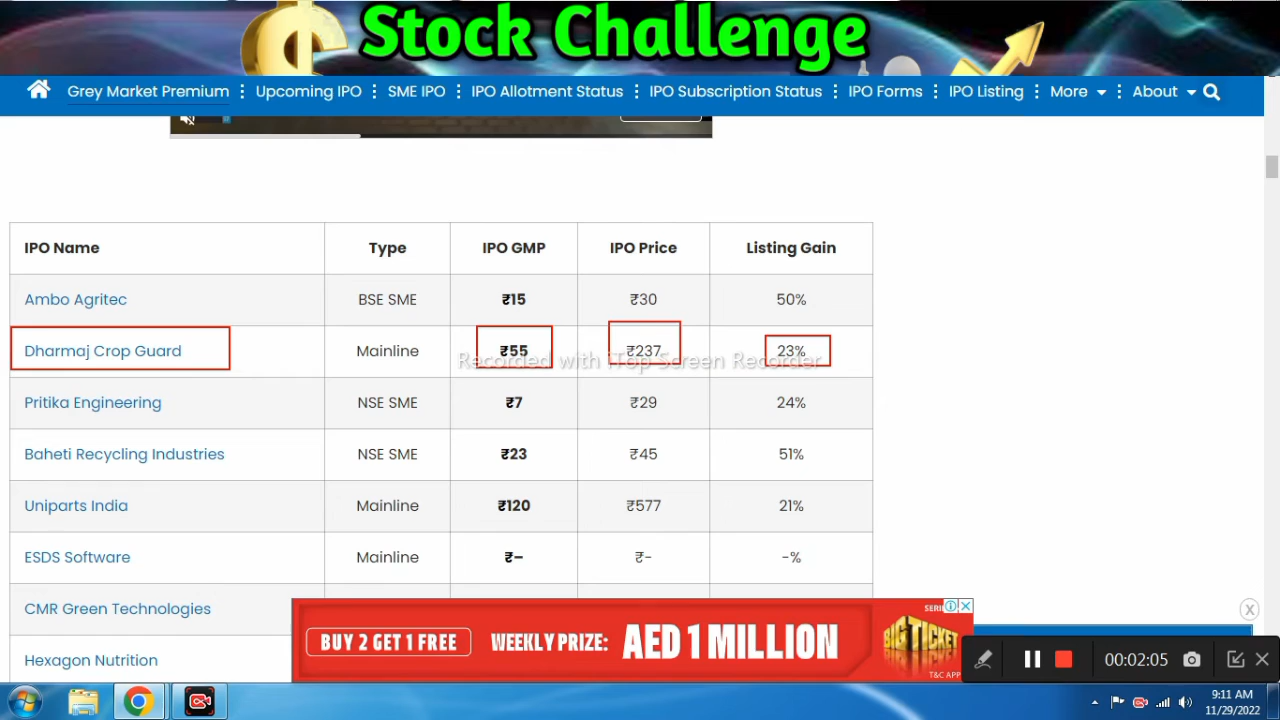 Stock Challenge
Grey Market Premium
Upcoming IPO
SME IPO
IPO Allotment Status
IPO Subscription Status
IPO Forms
IPO Listing
More
About
IPO Name Type IPO GMP IPO Price Listing Gain
Ambo Agritec BSE SME ₹15 ₹30 50%
Dharmaj Crop Guard Mainline ₹55 ₹237 23%
Recorded with iTop Screen Recorder
Pritika Engineering NSE SME ₹7 ₹29 24%
Baheti Recycling Industries NSE SME ₹23 ₹45 51%
Uniparts India Mainline ₹120 ₹577 21%
ESDS Software Mainline ₹– ₹- -%
CMR Green Technologies
Hexagon Nutrition
BUY 2 GET 1 FREE
WEEKLY PRIZE: AED 1 MILLION
SERI
BIG TICKET
T&C APP
X
00:02:05
9:11 AM
11/29/2022